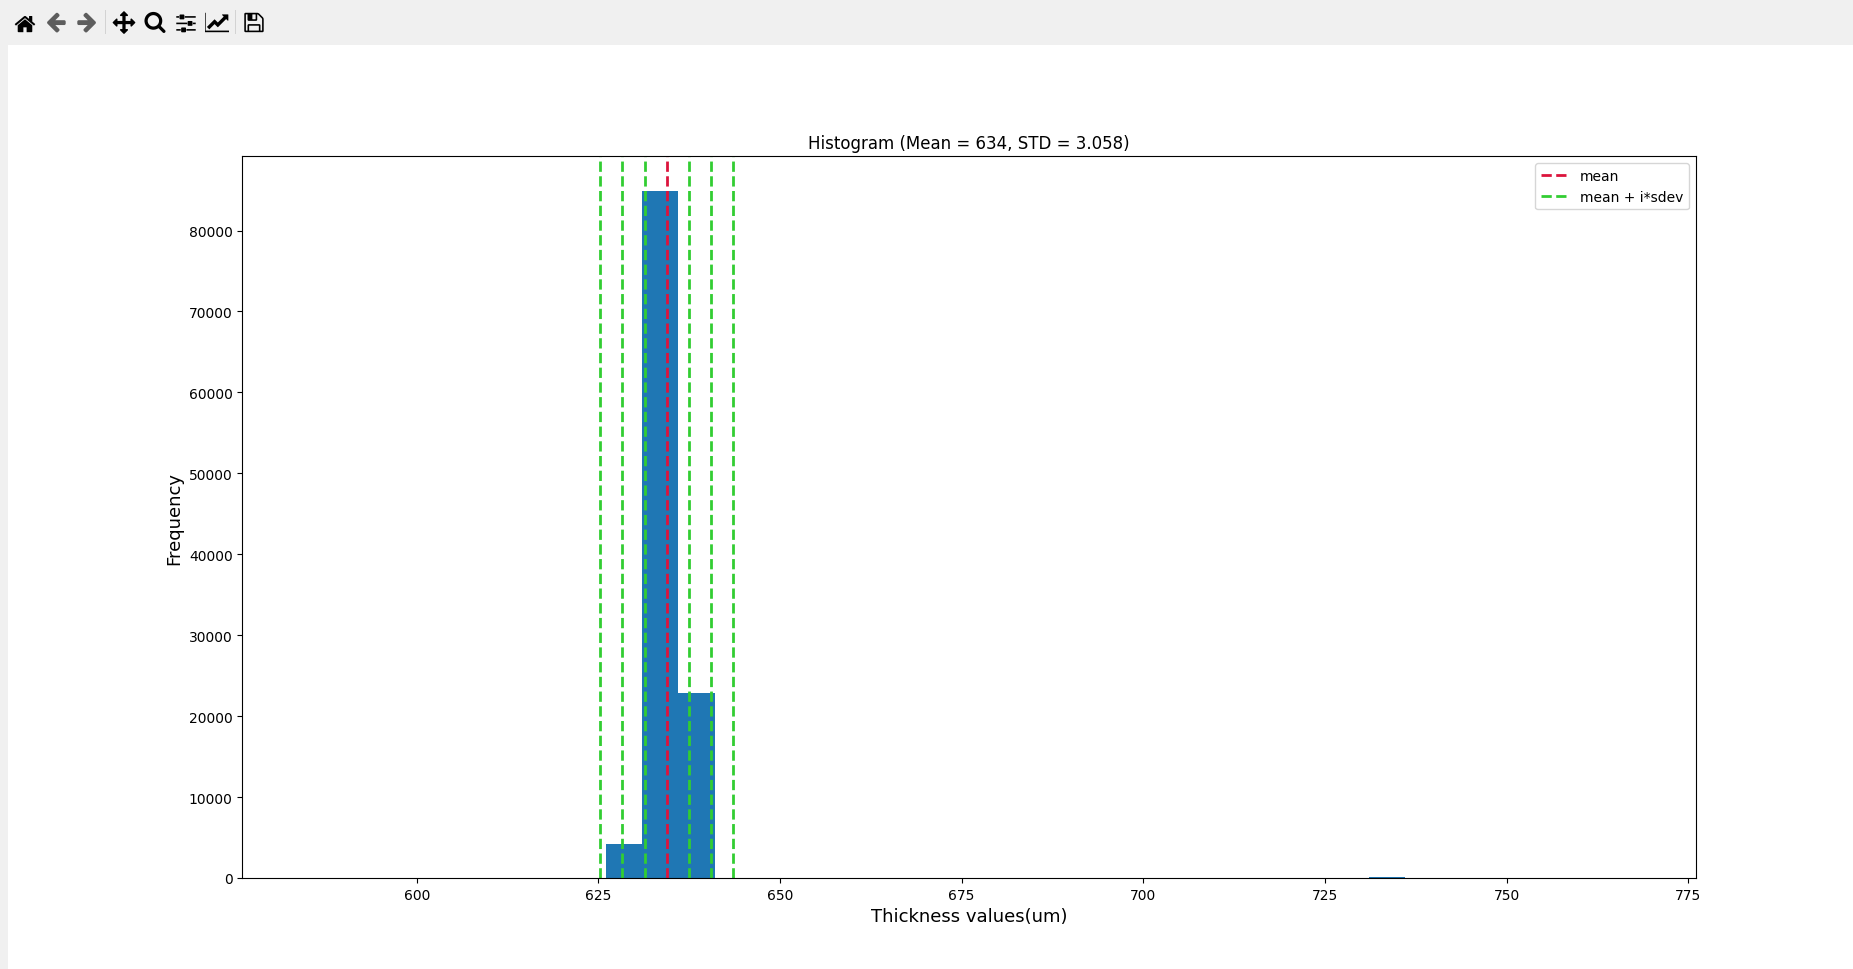 Histogram (Mean = 634, STD = 3.058)
mean
mean + i*sdev
80000
70000
60000
50000
40000
30000
20000
10000
0
Frequency
600 625 650 675 700 725 750 775
Thickness values(um)